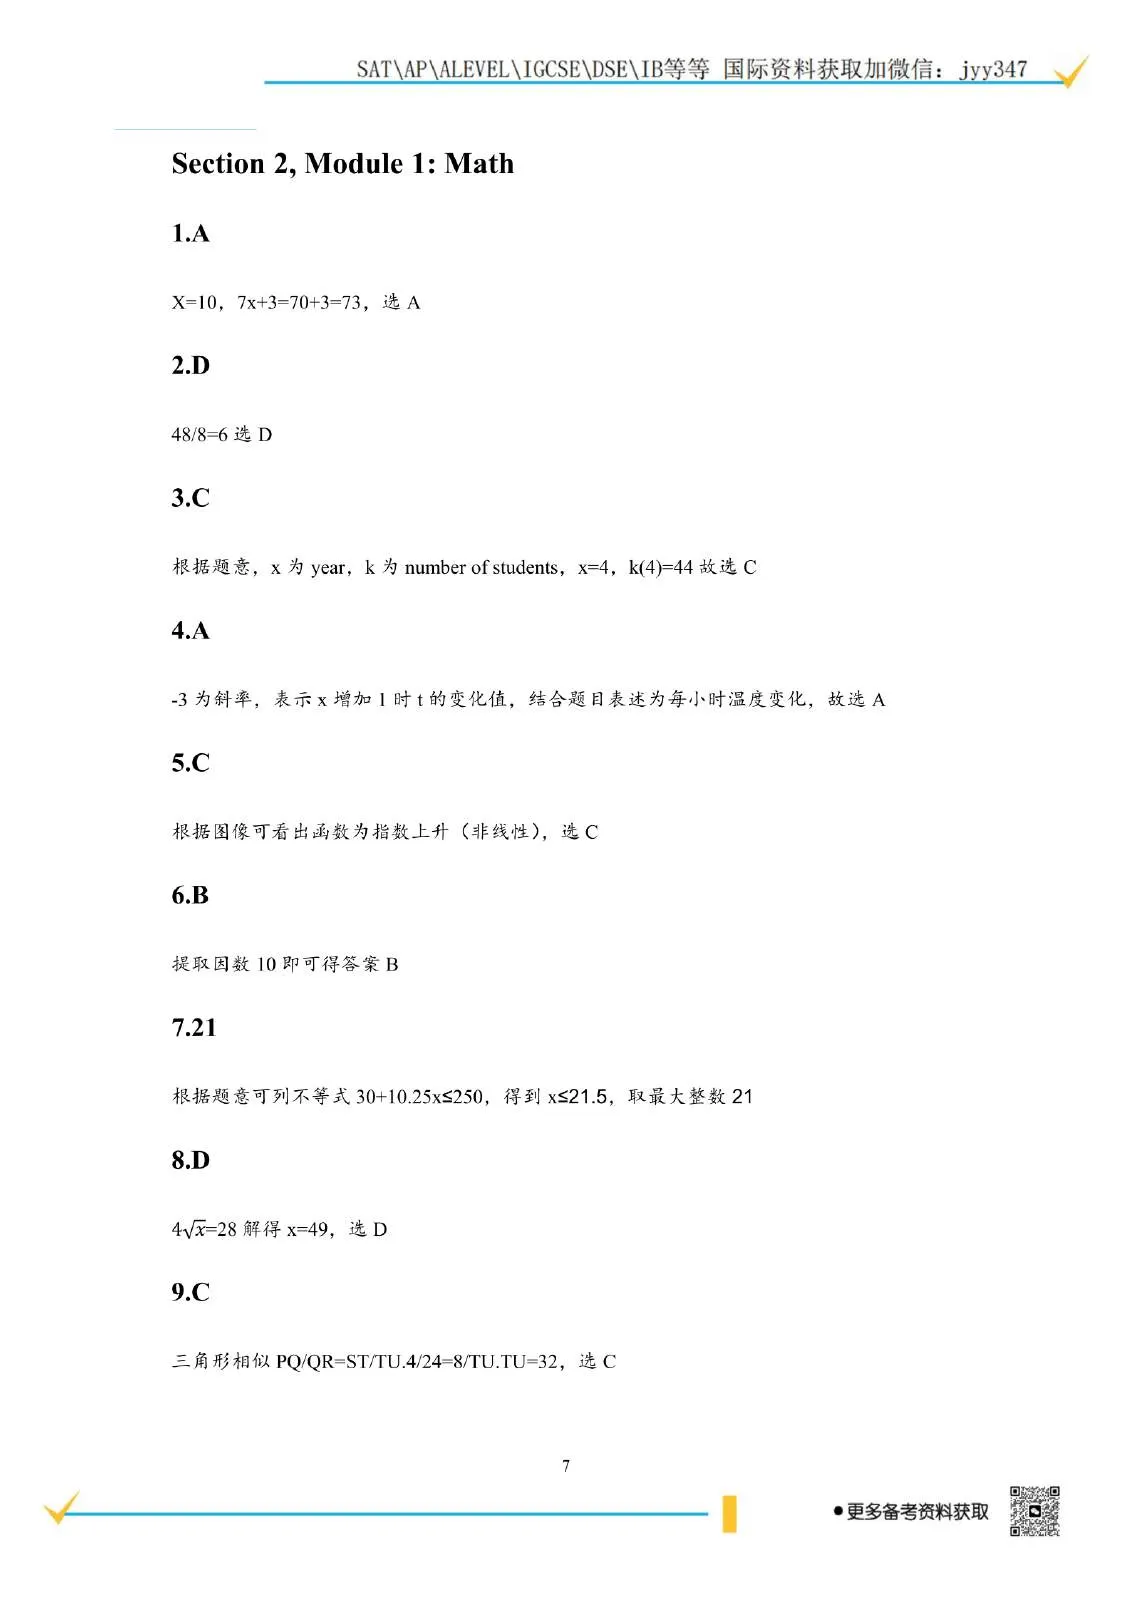 SAT\AP\ALEVEL\IGCSE\DSE\IB等等 国际资料获取加微信：jyy347
Section 2, Module 1: Math
1.A
X=10，7x+3=70+3=73，选 A
2.D
48/8=6 选 D
3.C
根据题意，x 为 year，k 为 number of students，x=4，k(4)=44 故选 C
4.A
-3 为斜率，表示 x 增加 1 时 t 的变化值，结合题目表述为每小时温度变化，故选 A
5.C
根据图像可看出函数为指数上升（非线性），选 C
6.B
提取因数 10 即可得答案 B
7.21
根据题意可列不等式 30+10.25x≤250，得到 x≤21.5，取最大整数 21
8.D
4√x=28 解得 x=49，选 D
9.C
三角形相似 PQ/QR=ST/TU.4/24=8/TU.TU=32，选 C
7
●更多备考资料获取